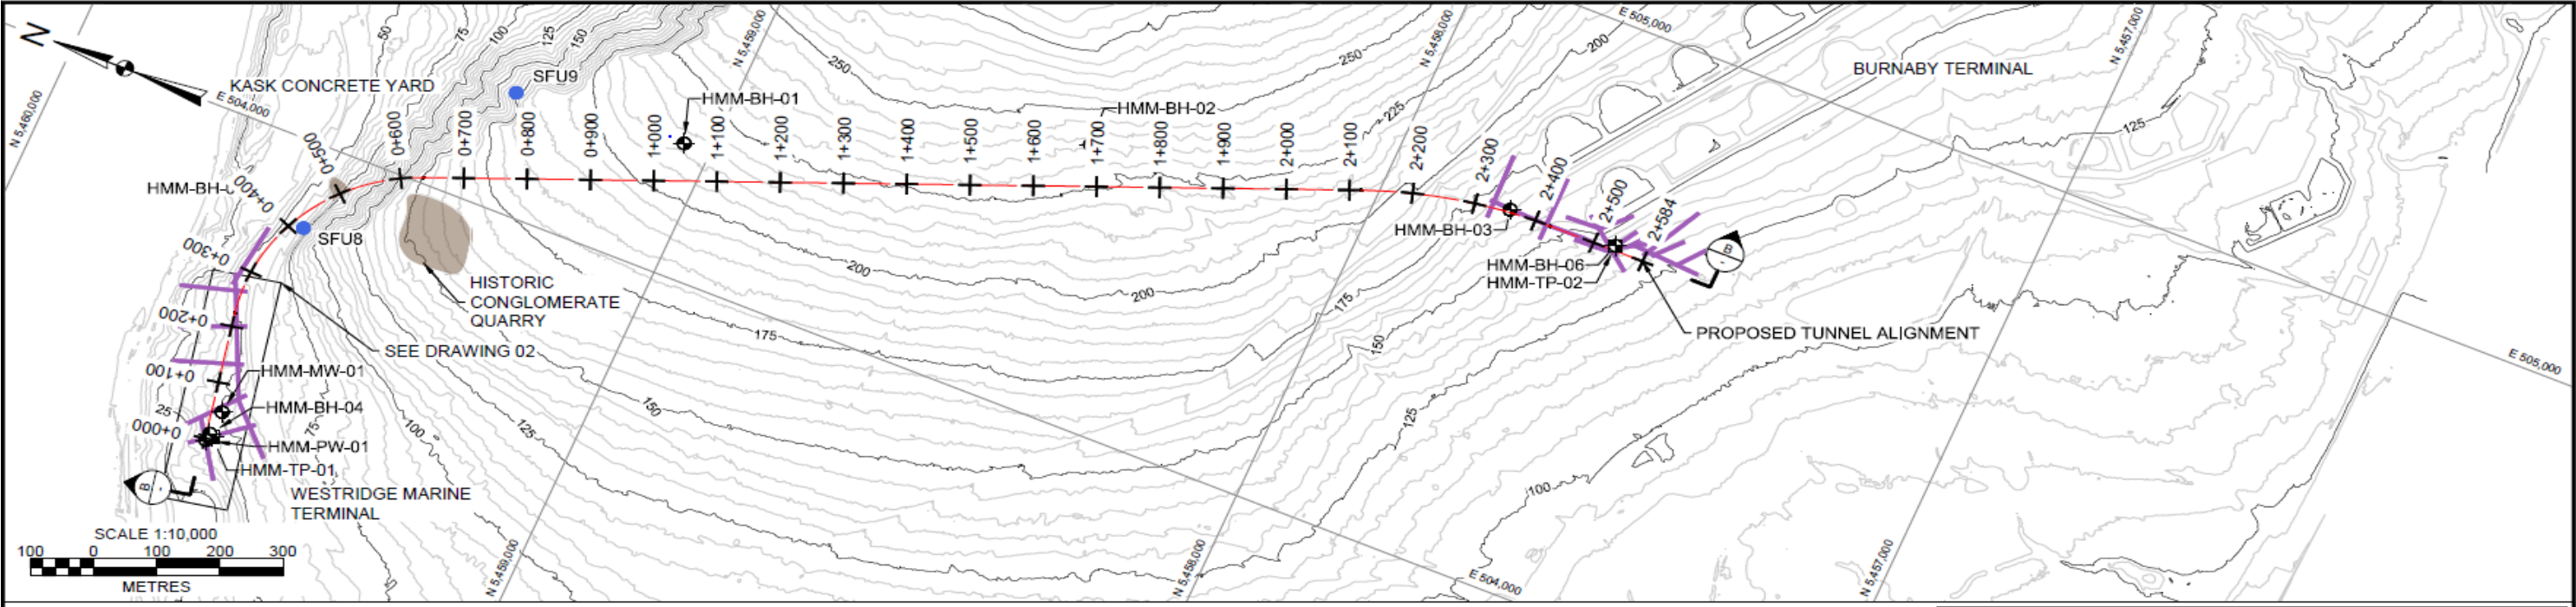 N
N 5,460,000
KASK CONCRETE YARD
E 504,000
50
75
100
125
150
SFU9
N 5,459,000
250
250
N 5,458,000
200
E 505,000
BURNABY TERMINAL
N 5,457,000
125
HMM-BH-01
HMM-BH-02
225
0+500
0+600
0+700
0+800
0+900
1+000
1+100
1+200
1+300
1+400
1+500
1+600
1+700
1+800
1+900
2+000
2+100
2+200
2+300
2+400
2+500
2+584
0+400
0+300
0+200
0+100
0+000
SFU8
HMM-BH-03
HMM-BH-06
HMM-TP-02
B
HISTORIC
CONGLOMERATE
QUARRY
SEE DRAWING 02
200
200
175
175
150
150
125
125
100
100
75
25
PROPOSED TUNNEL ALIGNMENT
E 505,000
HMM-MW-01
HMM-BH-04
HMM-PW-01
HMM-TP-01
B
WESTRIDGE MARINE
TERMINAL
N 5,459,000
N 5,458,000
E 504,000
N 5,457,000
SCALE 1:10,000
100 0 100 200 300
METRES